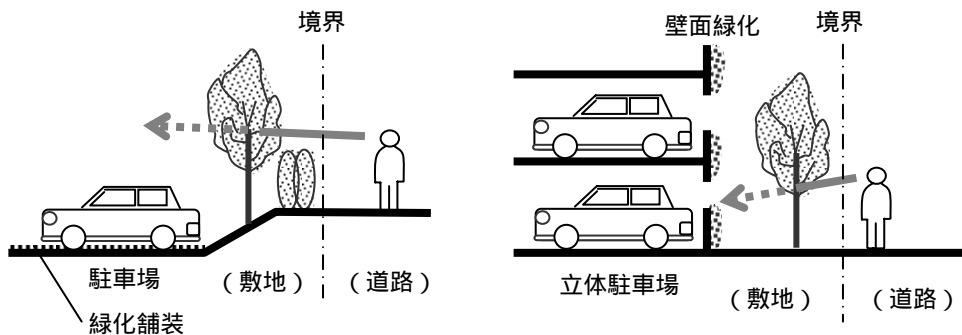 境界
駐車場
（敷地）
（道路）
緑化舗装
壁面緑化
境界
立体駐車場
（敷地）
（道路）